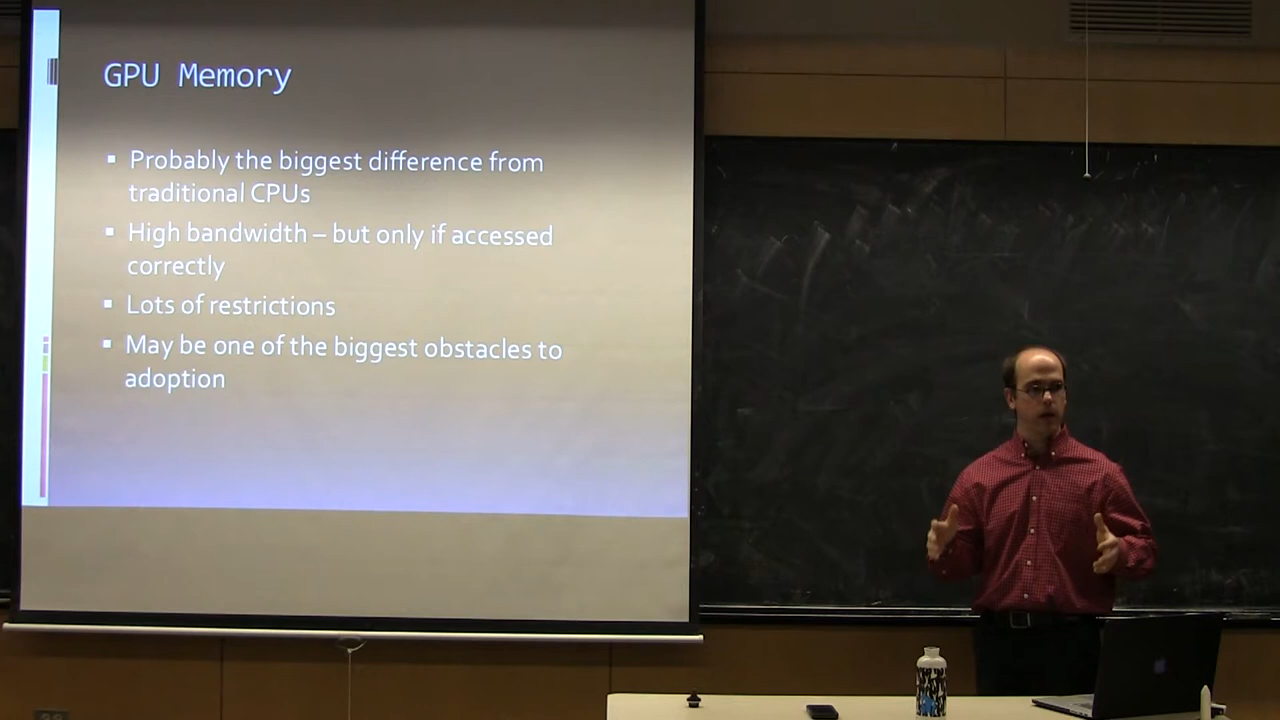 GPU Memory
▪ Probably the biggest difference from
traditional CPUs
▪ High bandwidth – but only if accessed
correctly
▪ Lots of restrictions
▪ May be one of the biggest obstacles to
adoption